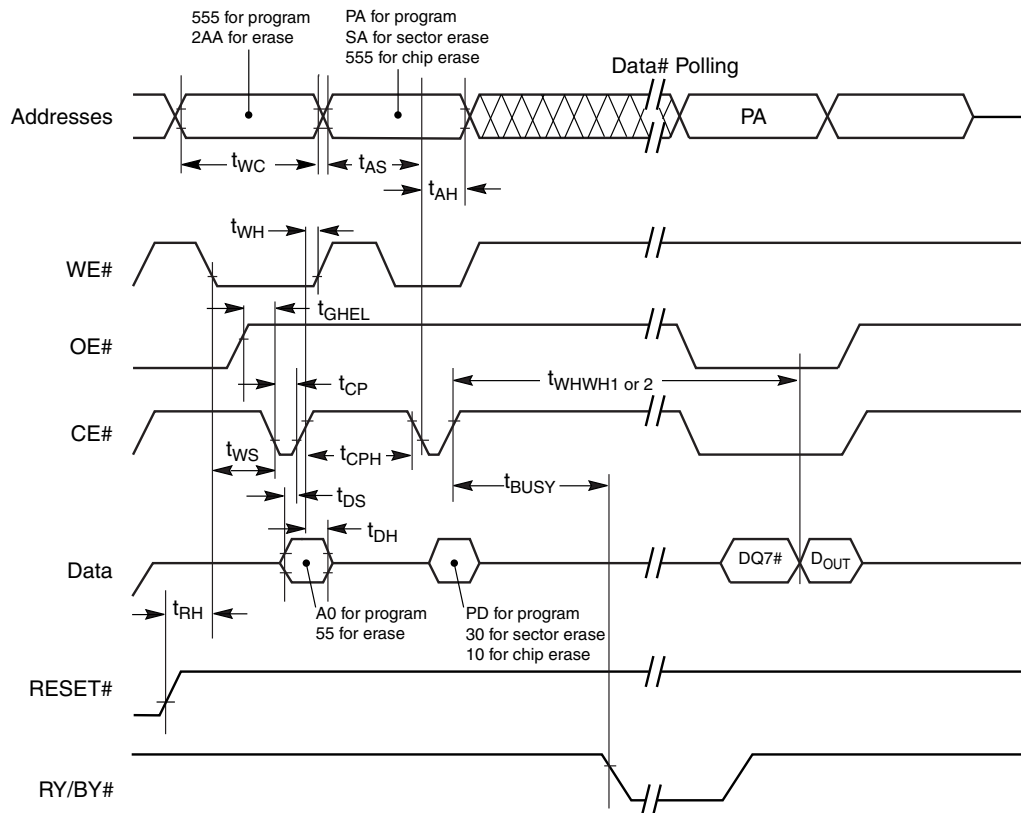 555 for program
2AA for erase
PA for program
SA for sector erase
555 for chip erase
Data# Polling
Addresses
PA
tWC
tAS
tAH
tWH
WE#
tGHEL
OE#
tCP
tWHWH1 or 2
CE#
tWS
tCPH
tBUSY
tDS
tDH
Data
DQ7#
DOUT
tRH
A0 for program
55 for erase
PD for program
30 for sector erase
10 for chip erase
RESET#
RY/BY#